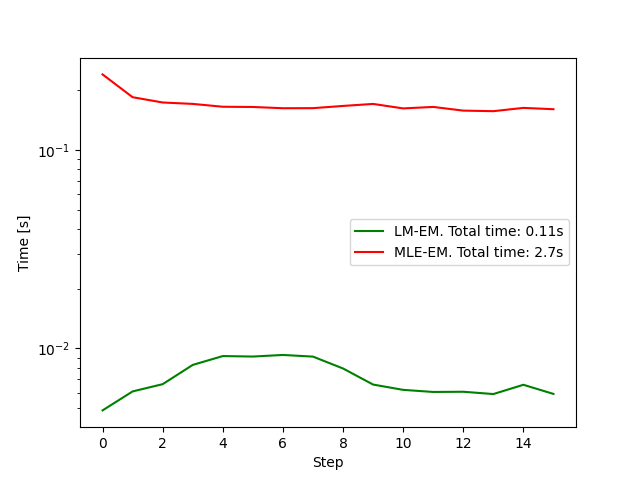 10⁻¹
10⁻²
Time [s]
LM-EM. Total time: 0.11s
MLE-EM. Total time: 2.7s
0 2 4 6 8 10 12 14
Step